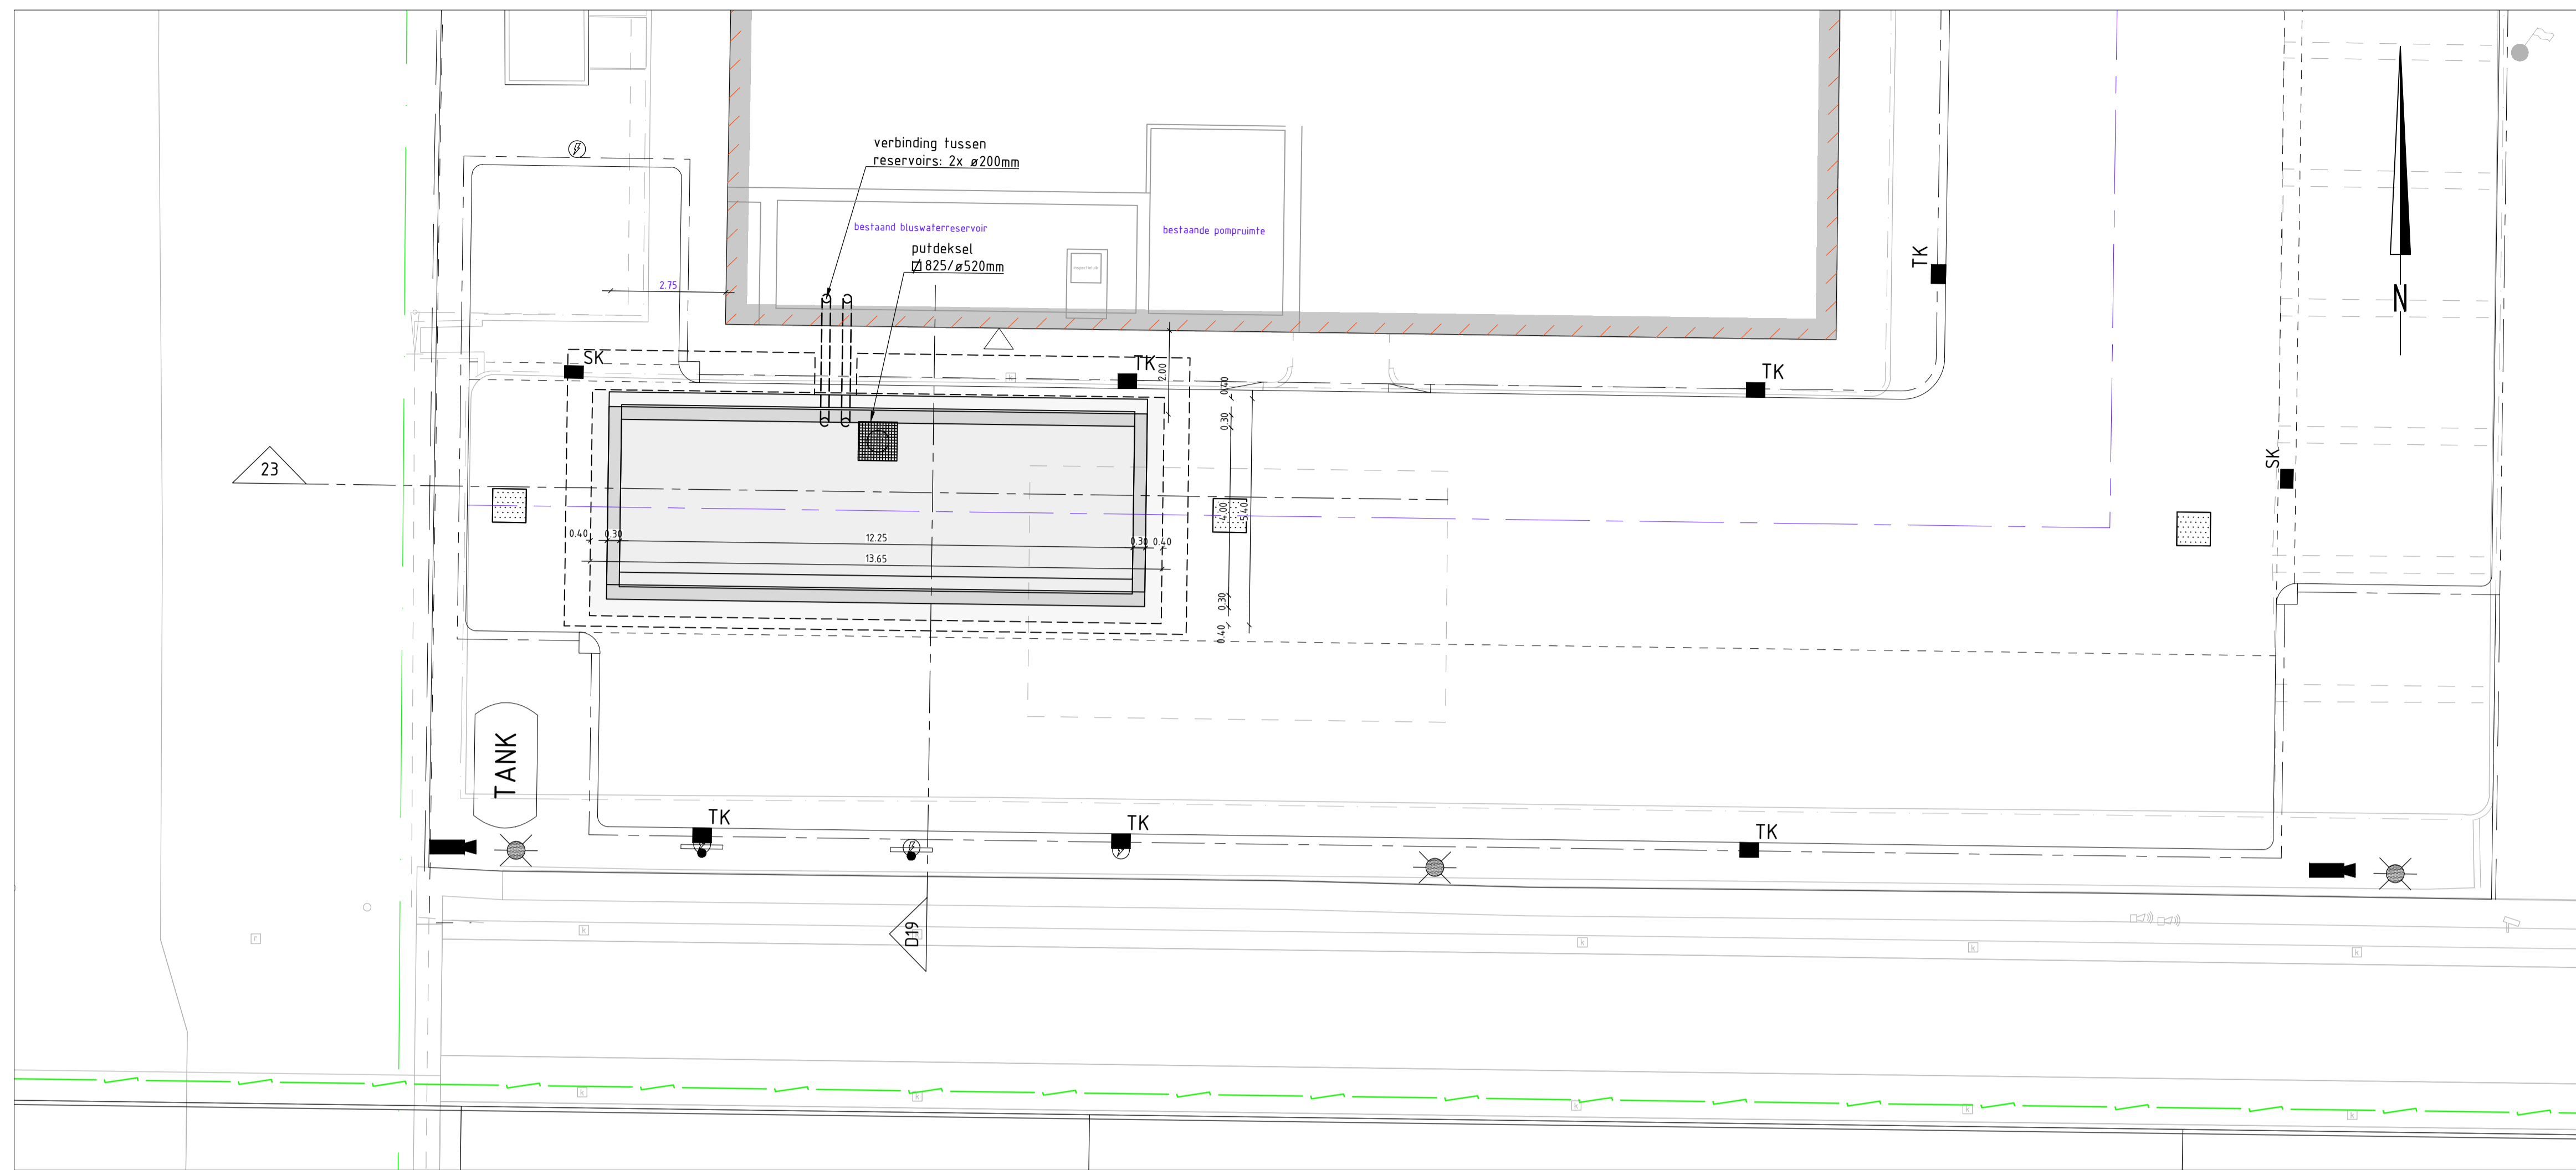 verbinding tussen
reservoirs: 2x ø200mm
bestaand bluswaterreservoir
bestaande pompruimte
putdeksel
825/ø520mm
2.75
TK
N
SK
TK
2.00
0.40
TK
0.30
23
SK
4.00
5.40
0.40
0.30
12.25
0.30
0.40
13.65
0.30
0.40
TANK
TK
TK
TK
D19
k
r
k
k
k
k
k
k
k
k
k